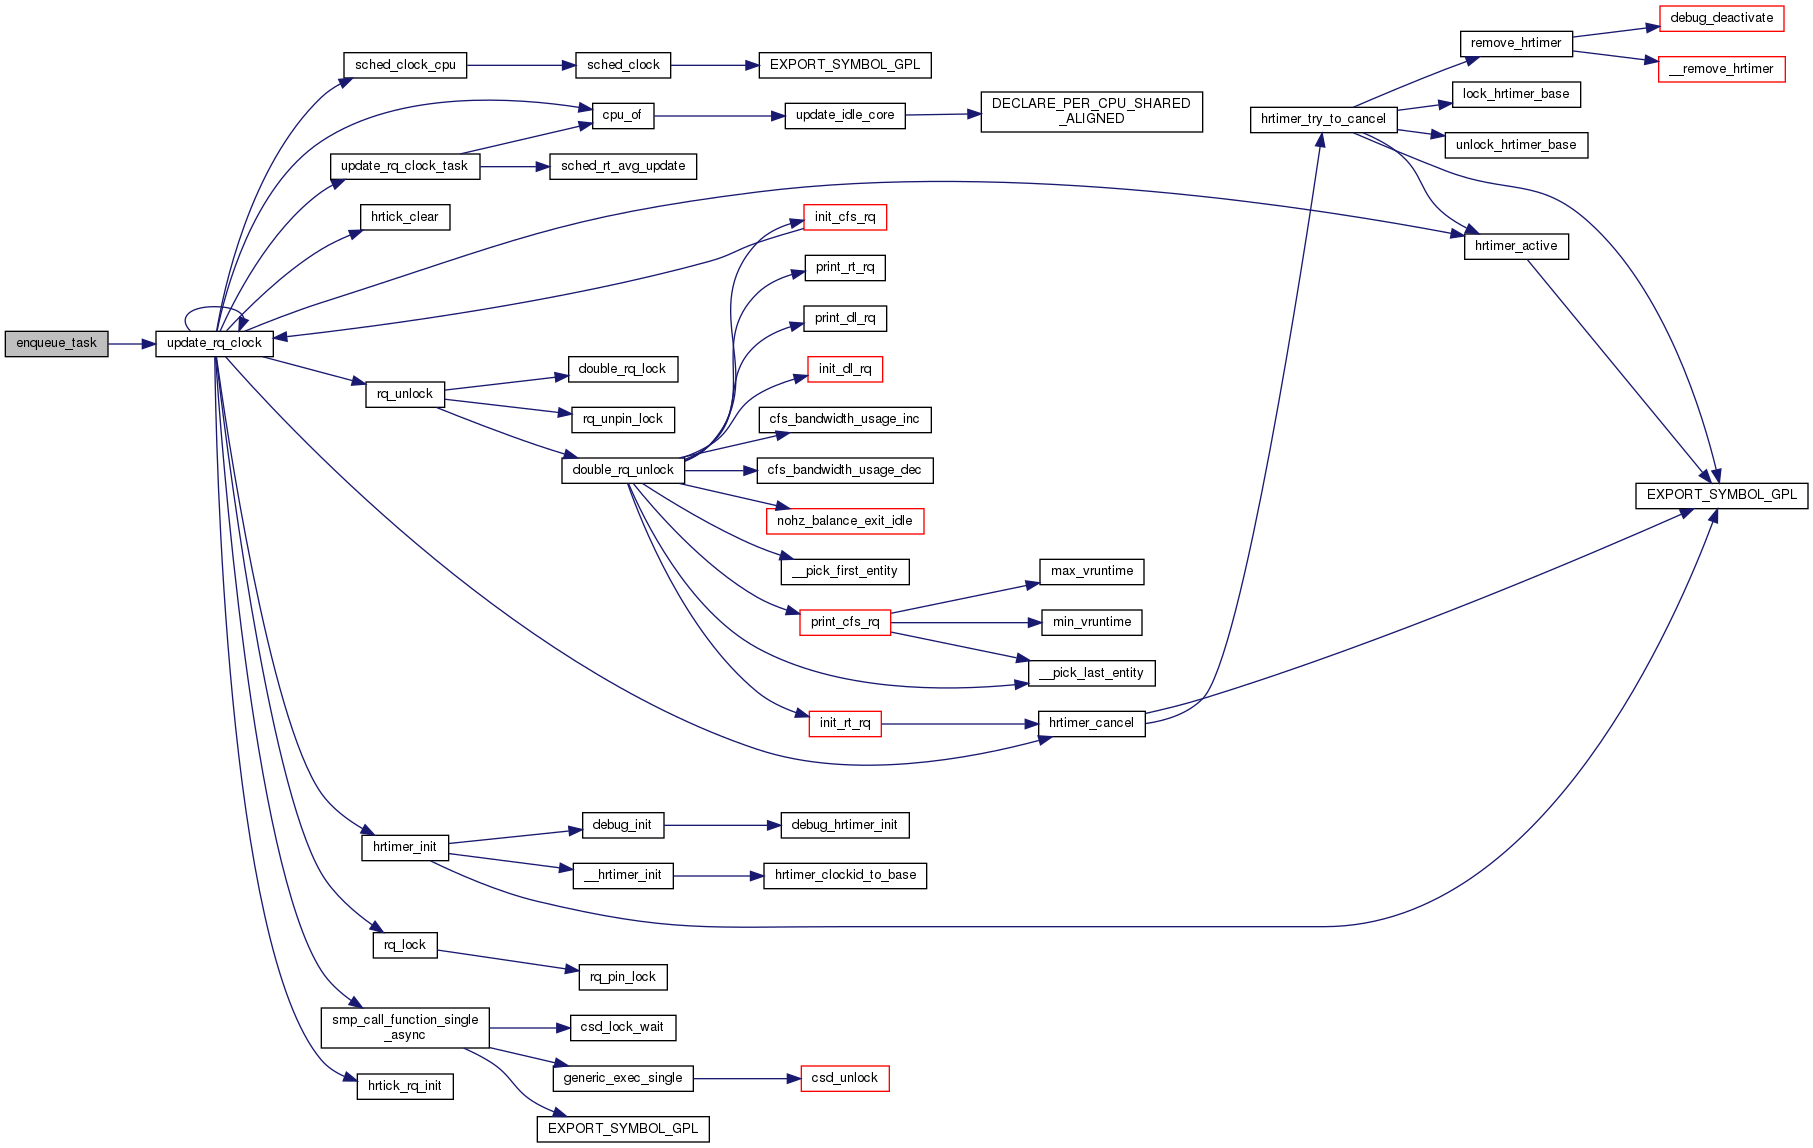 debug_deactivate
remove_hrtimer
sched_clock_cpu
sched_clock
EXPORT_SYMBOL_GPL
__remove_hrtimer
lock_hrtimer_base
DECLARE_PER_CPU_SHARED
_ALIGNED
cpu_of
update_idle_core
hrtimer_try_to_cancel
unlock_hrtimer_base
update_rq_clock_task
sched_rt_avg_update
hrtick_clear
init_cfs_rq
hrtimer_active
print_rt_rq
print_dl_rq
enqueue_task
update_rq_clock
double_rq_lock
init_dl_rq
rq_unlock
rq_unpin_lock
cfs_bandwidth_usage_inc
double_rq_unlock
cfs_bandwidth_usage_dec
EXPORT_SYMBOL_GPL
nohz_balance_exit_idle
__pick_first_entity
max_vruntime
print_cfs_rq
min_vruntime
__pick_last_entity
init_rt_rq
hrtimer_cancel
debug_init
debug_hrtimer_init
hrtimer_init
__hrtimer_init
hrtimer_clockid_to_base
rq_lock
rq_pin_lock
smp_call_function_single
_async
csd_lock_wait
generic_exec_single
csd_unlock
hrtick_rq_init
EXPORT_SYMBOL_GPL